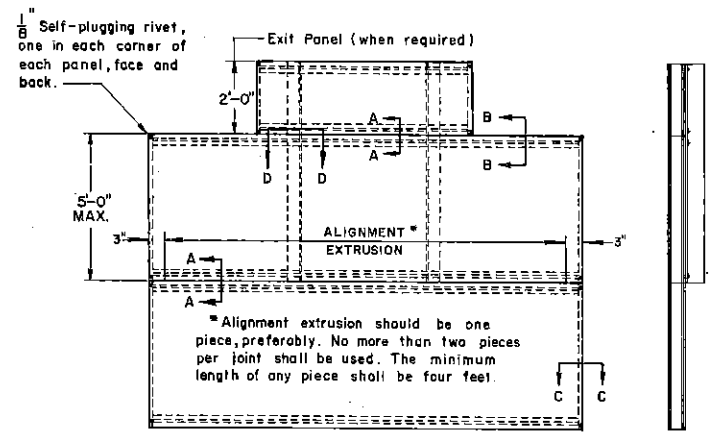 1/8" Self-plugging rivet,
one in each corner of
each panel, face and
back.
Exit Panel (when required)
2'-0"
A
A
B
B
D
D
5'-0"
MAX.
3"
ALIGNMENT *
EXTRUSION
3"
A
A
*Alignment extrusion should be one
piece, preferably. No more than two pieces
per joint shall be used. The minimum
length of any piece shall be four feet.
C
C